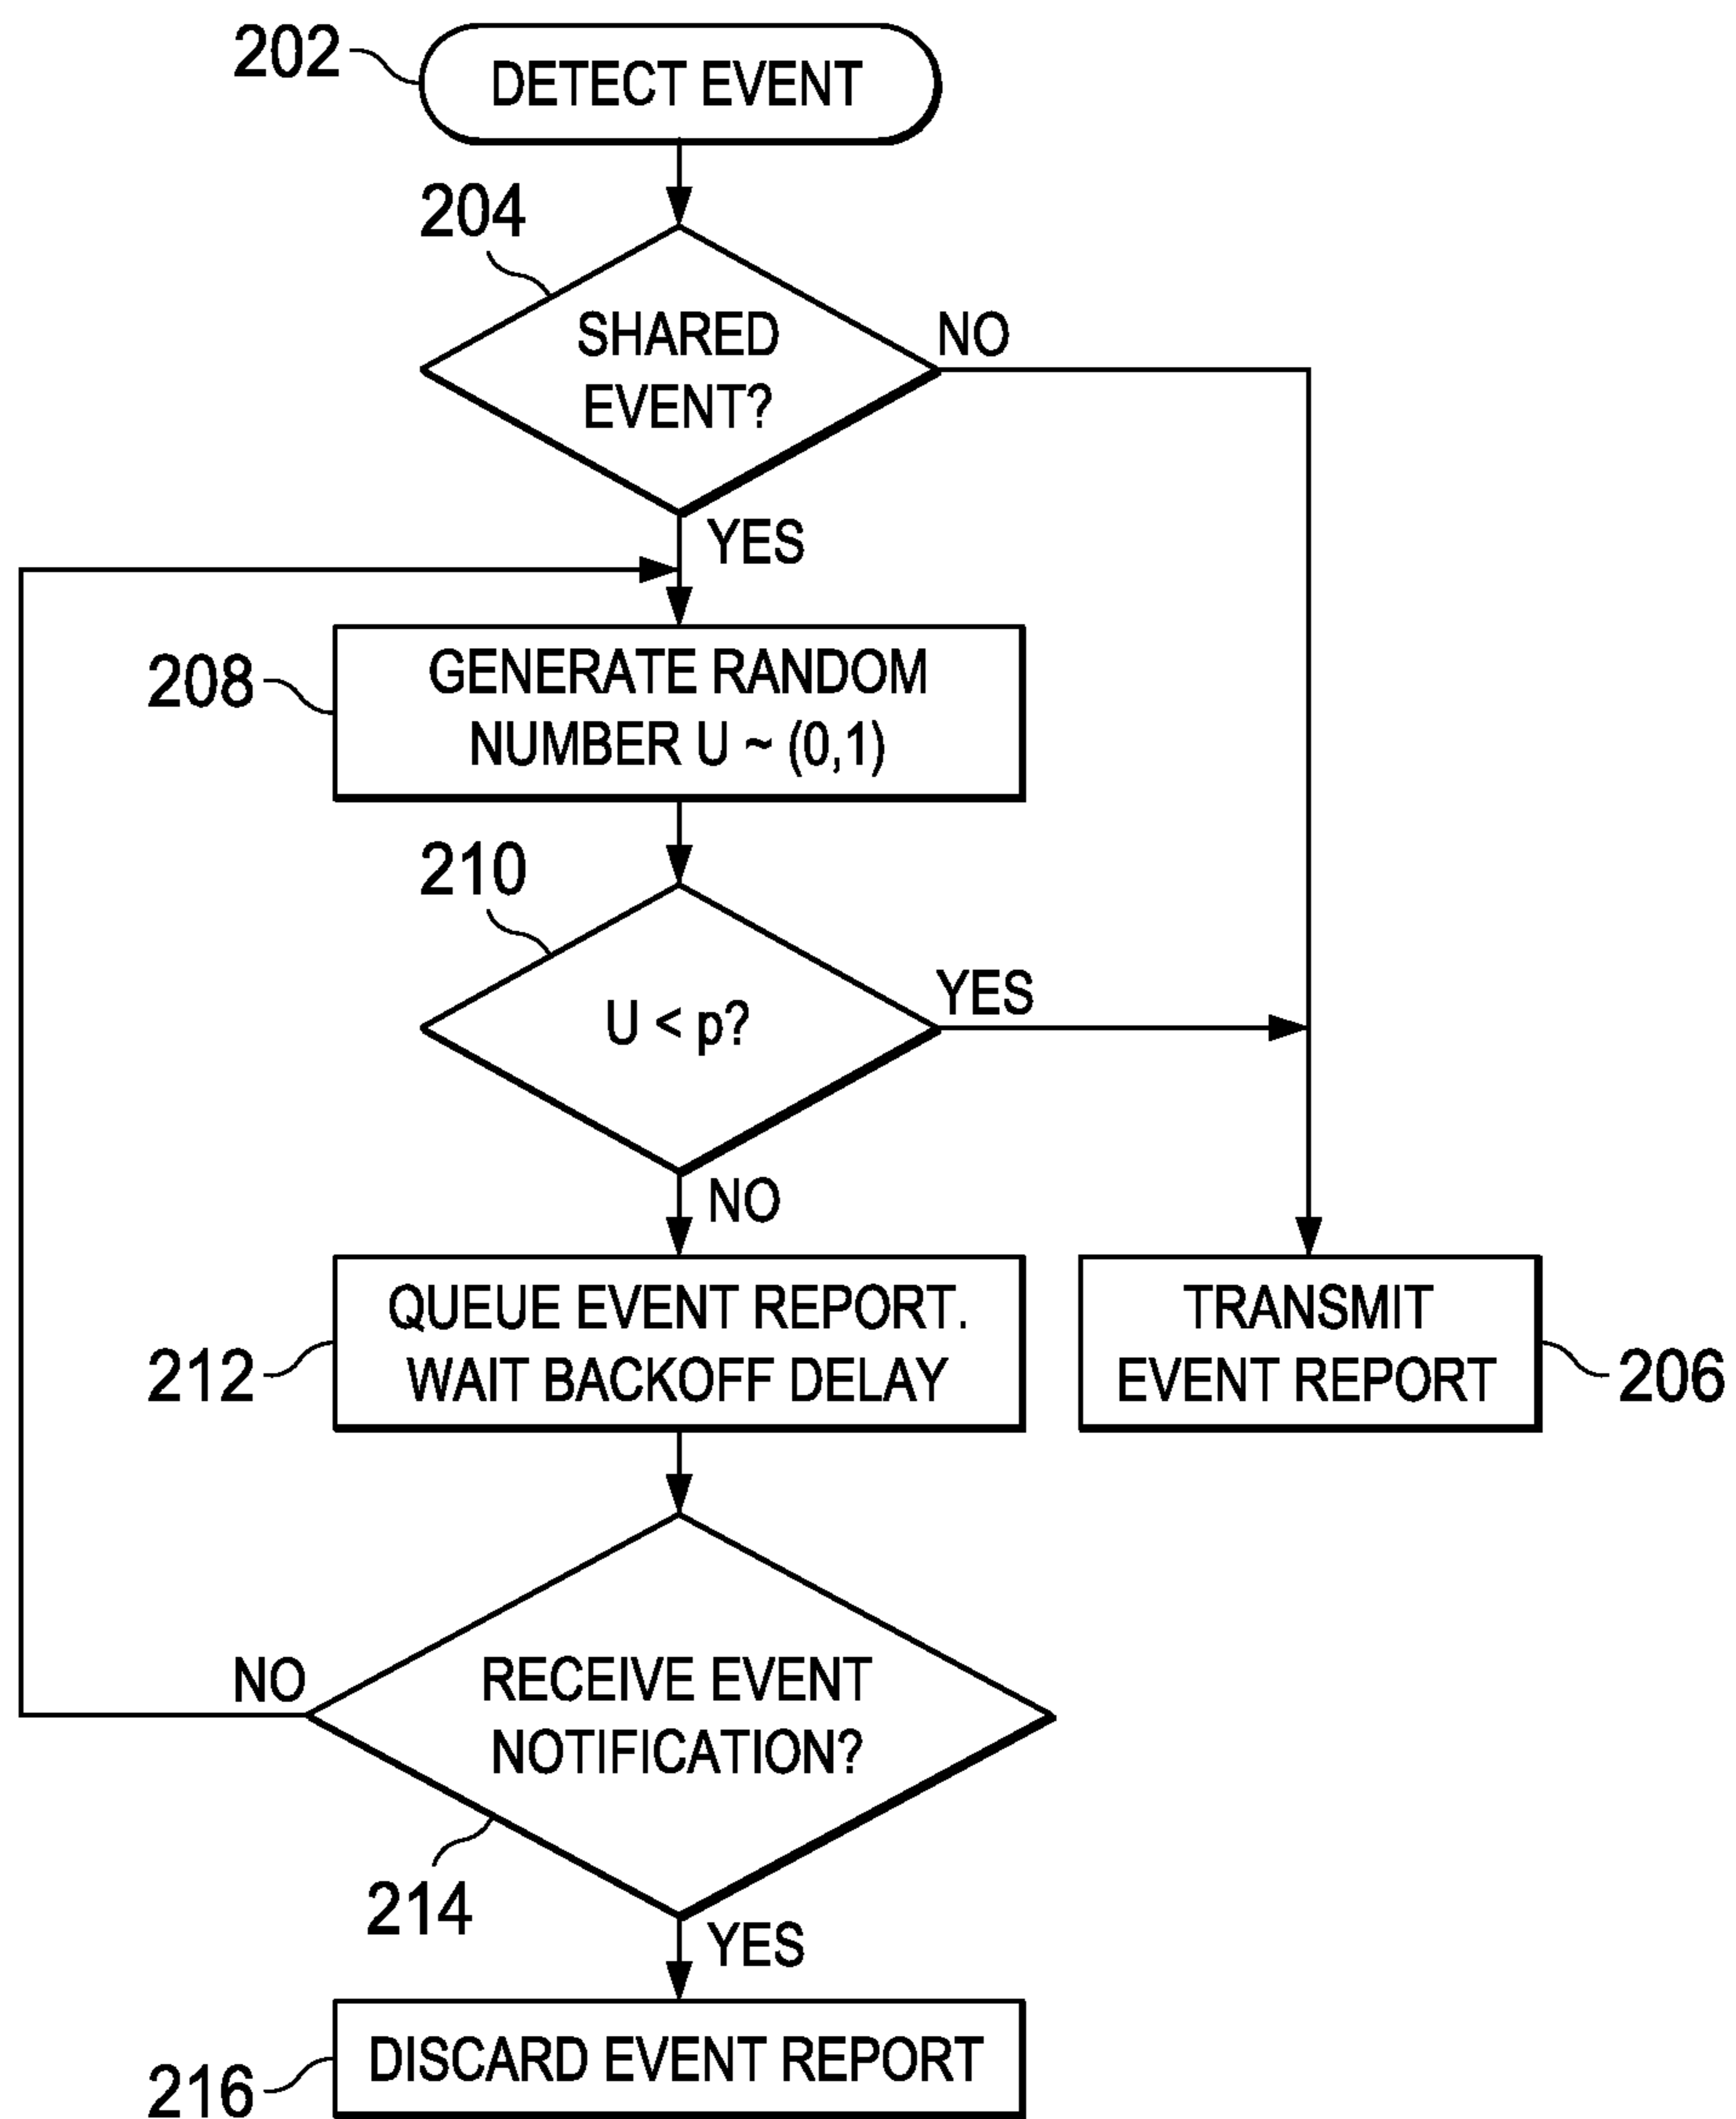 202
DETECT EVENT
204
SHARED
EVENT?
NO
YES
208
GENERATE RANDOM
NUMBER U ~ (0,1)
210
U < p?
YES
NO
212
QUEUE EVENT REPORT.
WAIT BACKOFF DELAY
TRANSMIT
EVENT REPORT
206
NO
RECEIVE EVENT
NOTIFICATION?
214
YES
216
DISCARD EVENT REPORT